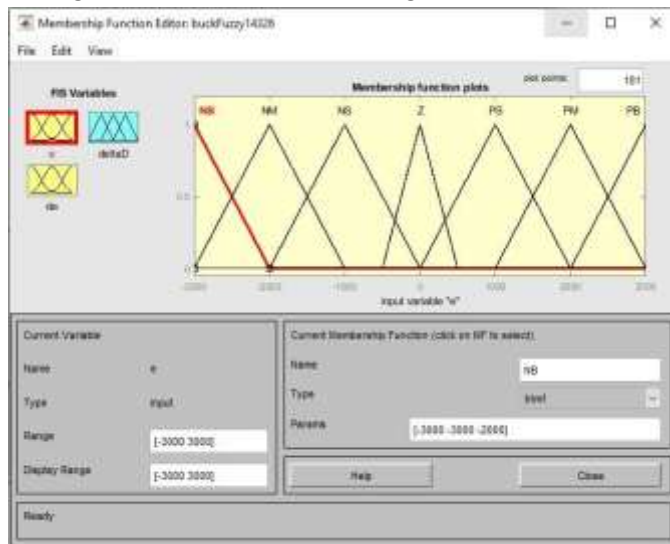 Membership Function Editor: buckFuzzy14326
File Edit View
FIS Variables
Membership function plots
plot points: 181
NB NM NS Z PS PM PB
e
deltaD
de
1
0.5
0
-3000 -2000 -1000 0 1000 2000 3000
input variable "e"
Current Variable
Name e
Type input
Range [-3000 3000]
Display Range [-3000 3000]
Current Membership Function (click on MF to select)
Name NB
Type trimf
Params [-3000 -3000 -2000]
Help Close
Ready